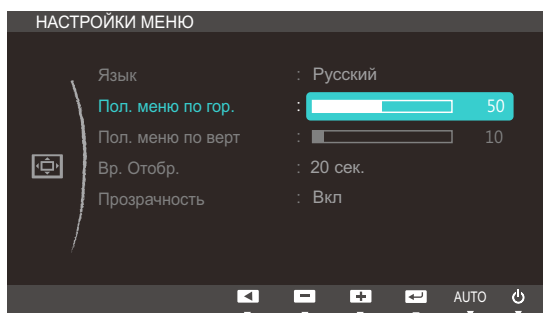 НАСТРОЙКИ МЕНЮ
Язык : Русский
Пол. меню по гор. : 50
Пол. меню по верт : 10
Вр. Отобр. : 20 сек.
Прозрачность : Вкл
AUTO